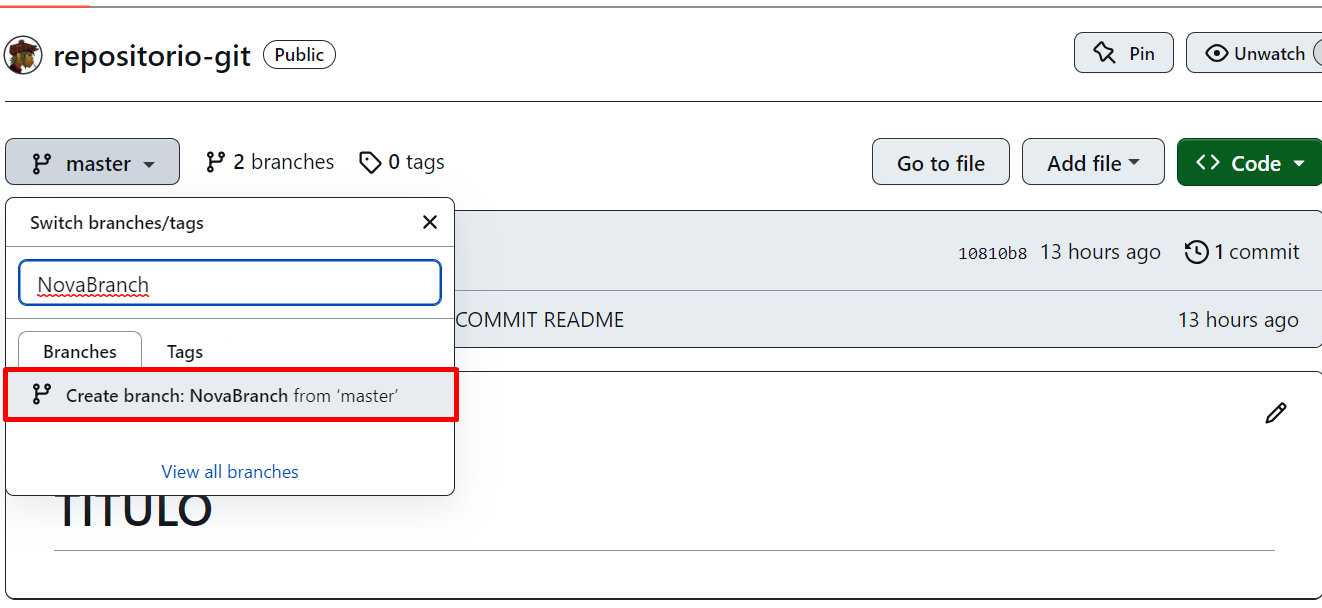 repositorio-git Public Pin Unwatch
master 2 branches 0 tags Go to file Add file Code
Switch branches/tags
10810b8 13 hours ago 1 commit
NovaBranch
COMMIT README 13 hours ago
Branches Tags
Create branch: NovaBranch from ‘master’
View all branches
TITULO